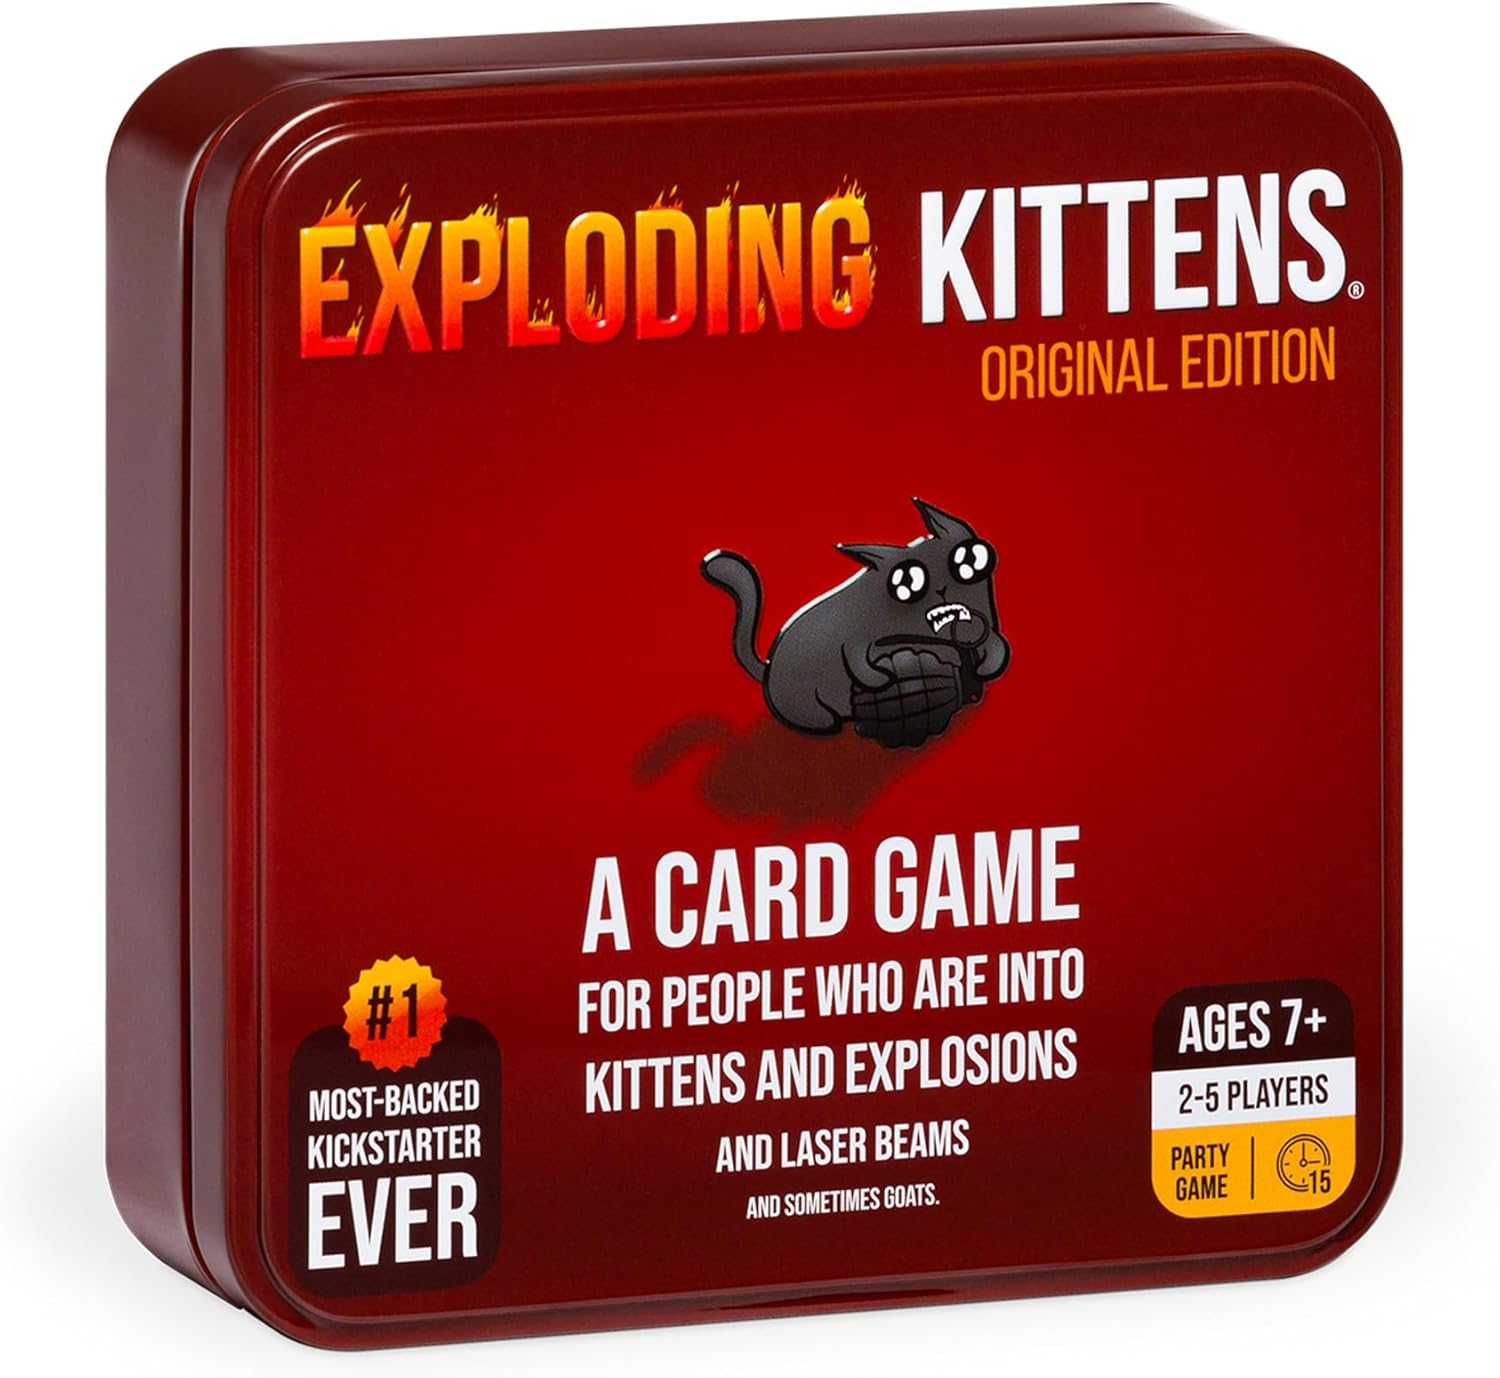 EXPLODING KITTENS®
ORIGINAL EDITION
A CARD GAME
FOR PEOPLE WHO ARE INTO
KITTENS AND EXPLOSIONS
AND LASER BEAMS
AND SOMETIMES GOATS.
#1
MOST-BACKED
KICKSTARTER
EVER
AGES 7+
2-5 PLAYERS
PARTY
GAME
15